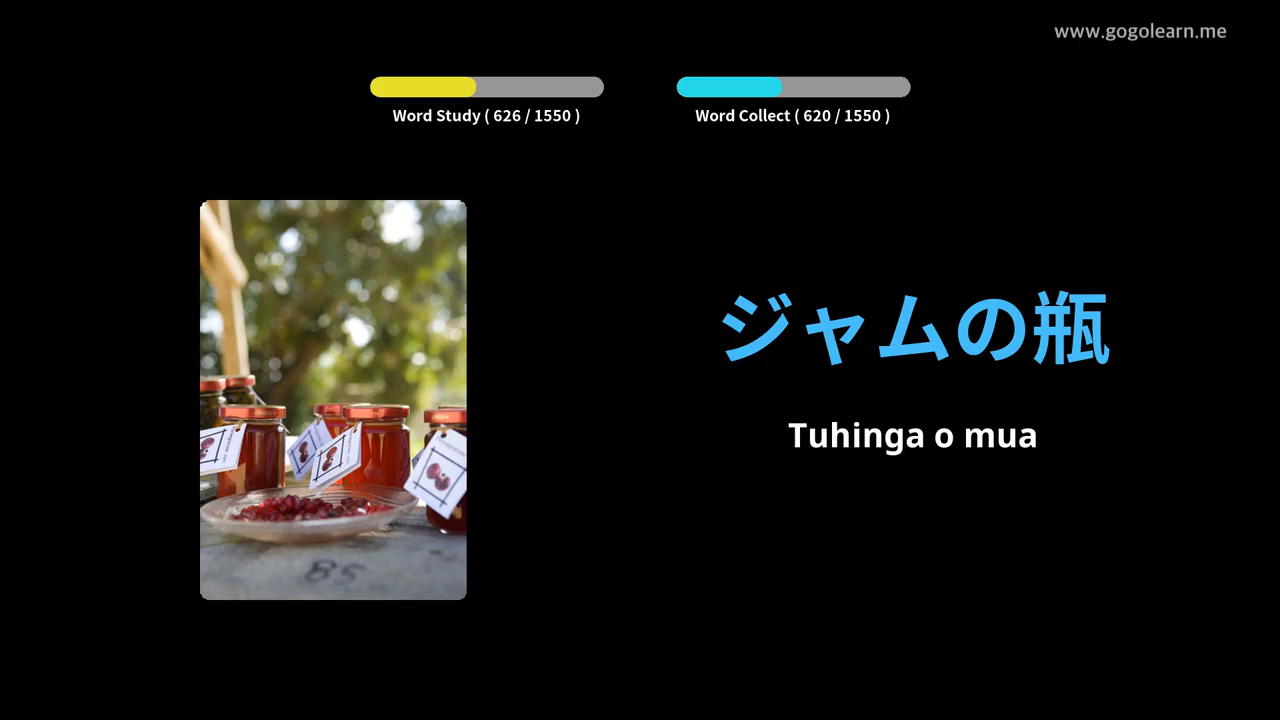 www.gogolearn.me
Word Study ( 626 / 1550 )
Word Collect ( 620 / 1550 )
ジャムの瓶
Tuhinga o mua
85